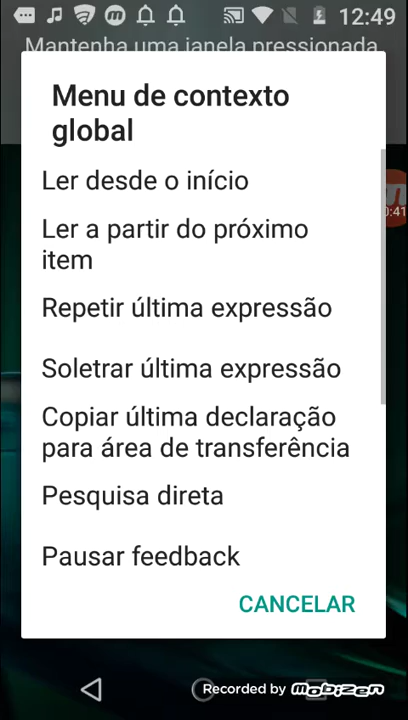 12:49
Mantenha uma janela pressionada
Menu de contexto
global
Ler desde o início
0:41
Ler a partir do próximo
item
Repetir última expressão
Soletrar última expressão
Copiar última declaração
para área de transferência
Pesquisa direta
Pausar feedback
CANCELAR
Recorded by mobizen